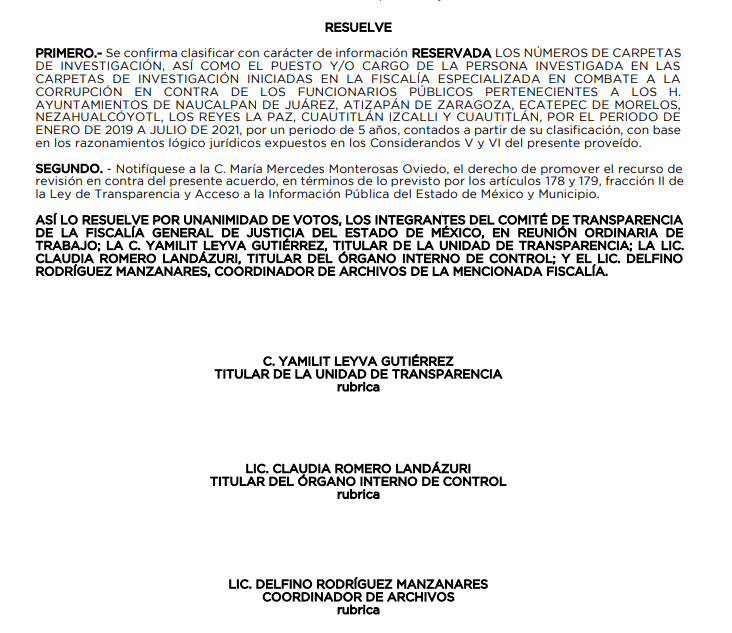 RESUELVE
PRIMERO.- Se confirma clasificar con carácter de información RESERVADA LOS NÚMEROS DE CARPETAS
DE INVESTIGACIÓN, ASÍ COMO EL PUESTO Y/O CARGO DE LA PERSONA INVESTIGADA EN LAS
CARPETAS DE INVESTIGACIÓN INICIADAS EN LA FISCALÍA ESPECIALIZADA EN COMBATE A LA
CORRUPCIÓN EN CONTRA DE LOS FUNCIONARIOS PÚBLICOS PERTENECIENTES A LOS H.
AYUNTAMIENTOS DE NAUCALPAN DE JUÁREZ, ATIZAPÁN DE ZARAGOZA, ECATEPEC DE MORELOS,
NEZAHUALCÓYOTL, LOS REYES LA PAZ, CUAUTITLÁN IZCALLI Y CUAUTITLÁN, POR EL PERIODO DE
ENERO DE 2019 A JULIO DE 2021, por un periodo de 5 años, contados a partir de su clasificación, con base
en los razonamientos lógico jurídicos expuestos en los Considerandos V y VI del presente proveído.
SEGUNDO. - Notifíquese a la C. María Mercedes Monterosas Oviedo, el derecho de promover el recurso de
revisión en contra del presente acuerdo, en términos de lo previsto por los artículos 178 y 179, fracción II de
la Ley de Transparencia y Acceso a la Información Pública del Estado de México y Municipio.
ASÍ LO RESUELVE POR UNANIMIDAD DE VOTOS, LOS INTEGRANTES DEL COMITÉ DE TRANSPARENCIA
DE LA FISCALÍA GENERAL DE JUSTICIA DEL ESTADO DE MÉXICO, EN REUNIÓN ORDINARIA DE
TRABAJO; LA C. YAMILIT LEYVA GUTIÉRREZ, TITULAR DE LA UNIDAD DE TRANSPARENCIA; LA LIC.
CLAUDIA ROMERO LANDÁZURI, TITULAR DEL ÓRGANO INTERNO DE CONTROL; Y EL LIC. DELFINO
RODRÍGUEZ MANZANARES, COORDINADOR DE ARCHIVOS DE LA MENCIONADA FISCALÍA.
C. YAMILIT LEYVA GUTIÉRREZ
TITULAR DE LA UNIDAD DE TRANSPARENCIA
rubrica
LIC. CLAUDIA ROMERO LANDÁZURI
TITULAR DEL ÓRGANO INTERNO DE CONTROL
rubrica
LIC. DELFINO RODRÍGUEZ MANZANARES
COORDINADOR DE ARCHIVOS
rubrica